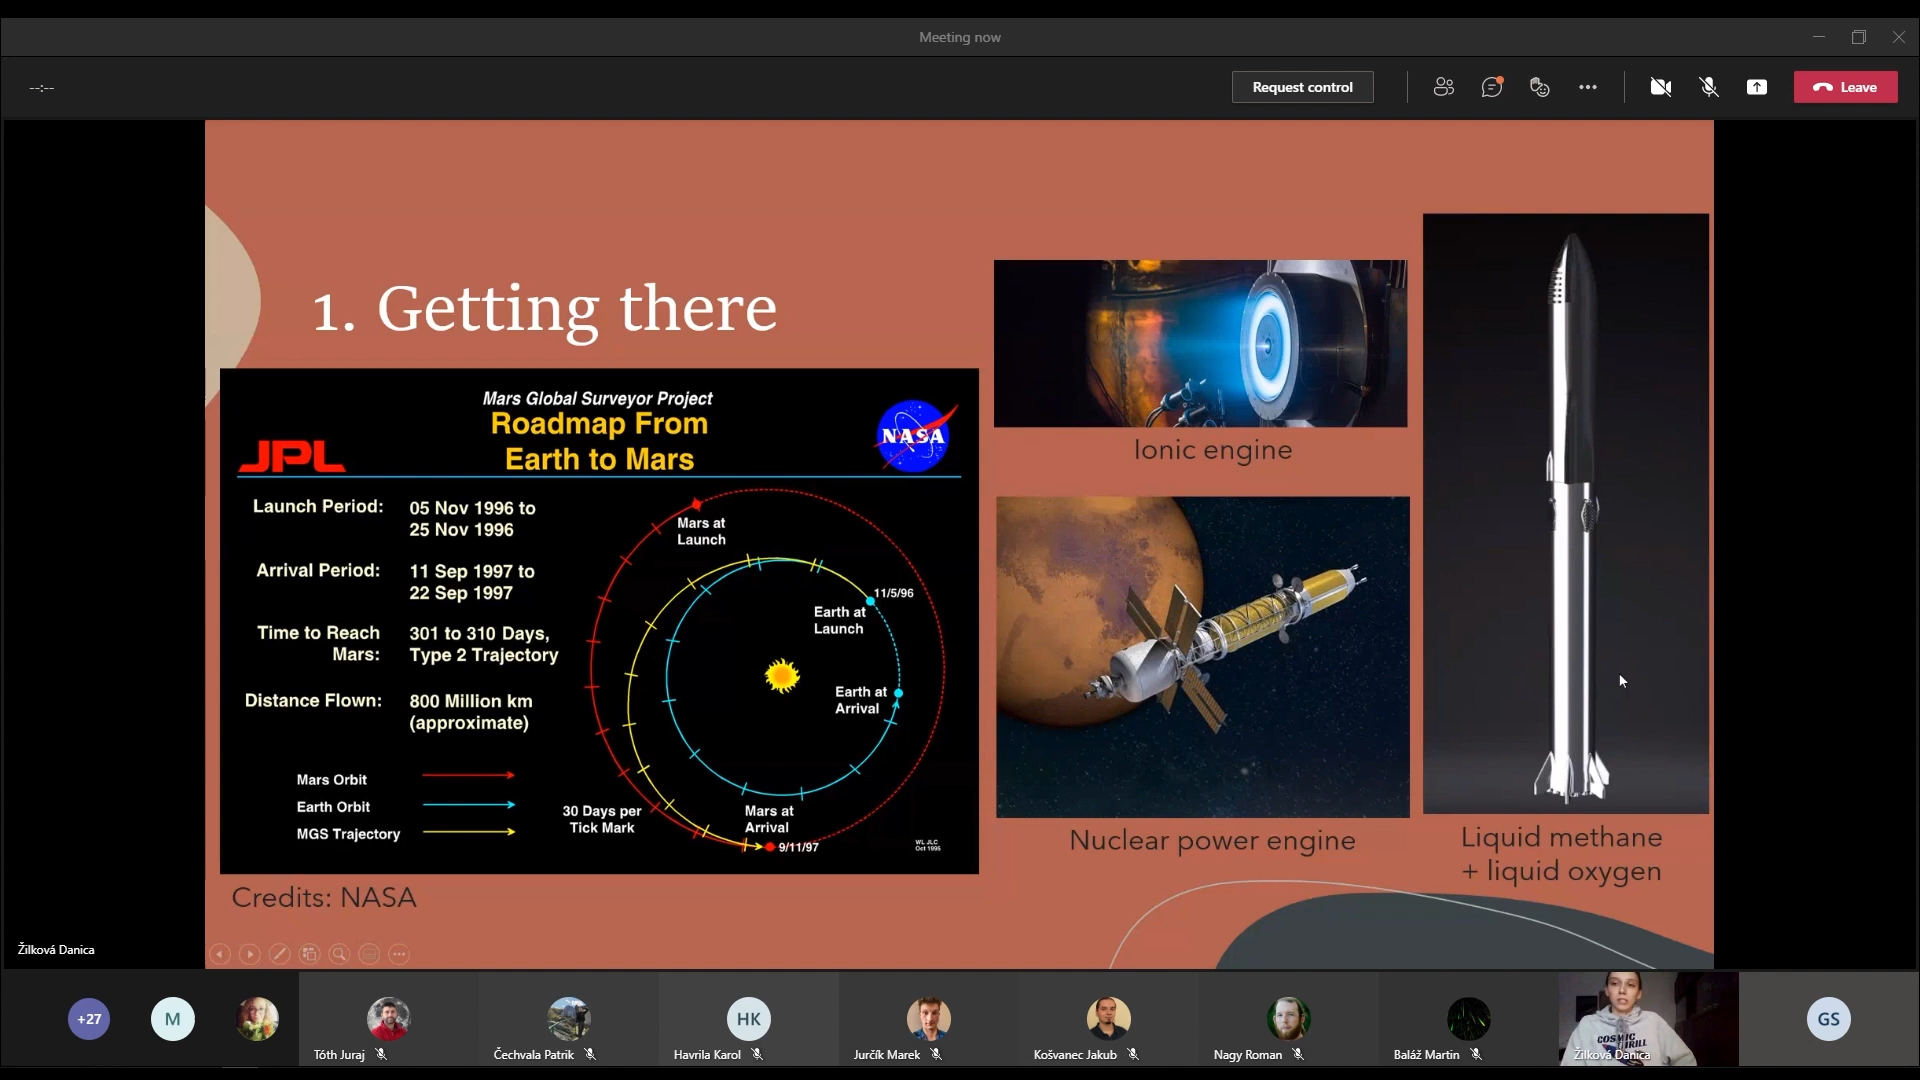 Meeting now
--:--
Request control
Leave
1. Getting there
Mars Global Surveyor Project
Roadmap From
Earth to Mars
JPL
NASA
Launch Period:
05 Nov 1996 to
25 Nov 1996
Arrival Period:
11 Sep 1997 to
22 Sep 1997
Time to Reach
Mars:
301 to 310 Days,
Type 2 Trajectory
Distance Flown:
800 Million km
(approximate)
Mars Orbit
Earth Orbit
MGS Trajectory
30 Days per
Tick Mark
Mars at
Launch
11/5/96
Earth at
Launch
Earth at
Arrival
Mars at
Arrival
9/11/97
WL JLC
Oct 1995
Credits: NASA
Ionic engine
Nuclear power engine
Liquid methane
+ liquid oxygen
Žilková Danica
+27
M
Tóth Juraj
Čechvala Patrik
HK
Havrila Karol
Jurčík Marek
Košvanec Jakub
Nagy Roman
Baláž Martin
COSMIC
THRILL
Žilková Danica
GS